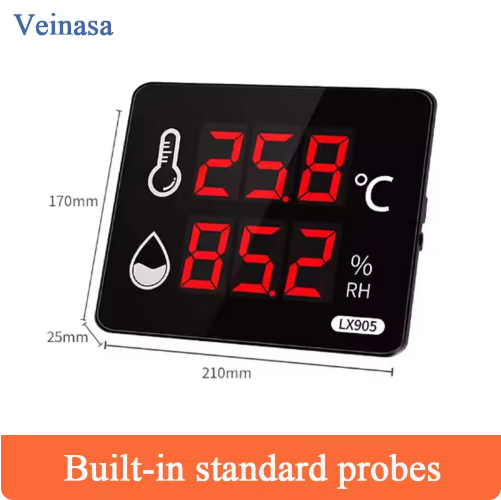 Veinasa
25.8
°C
170mm
85.2
%
RH
LX905
25mm
210mm
Built-in standard probes